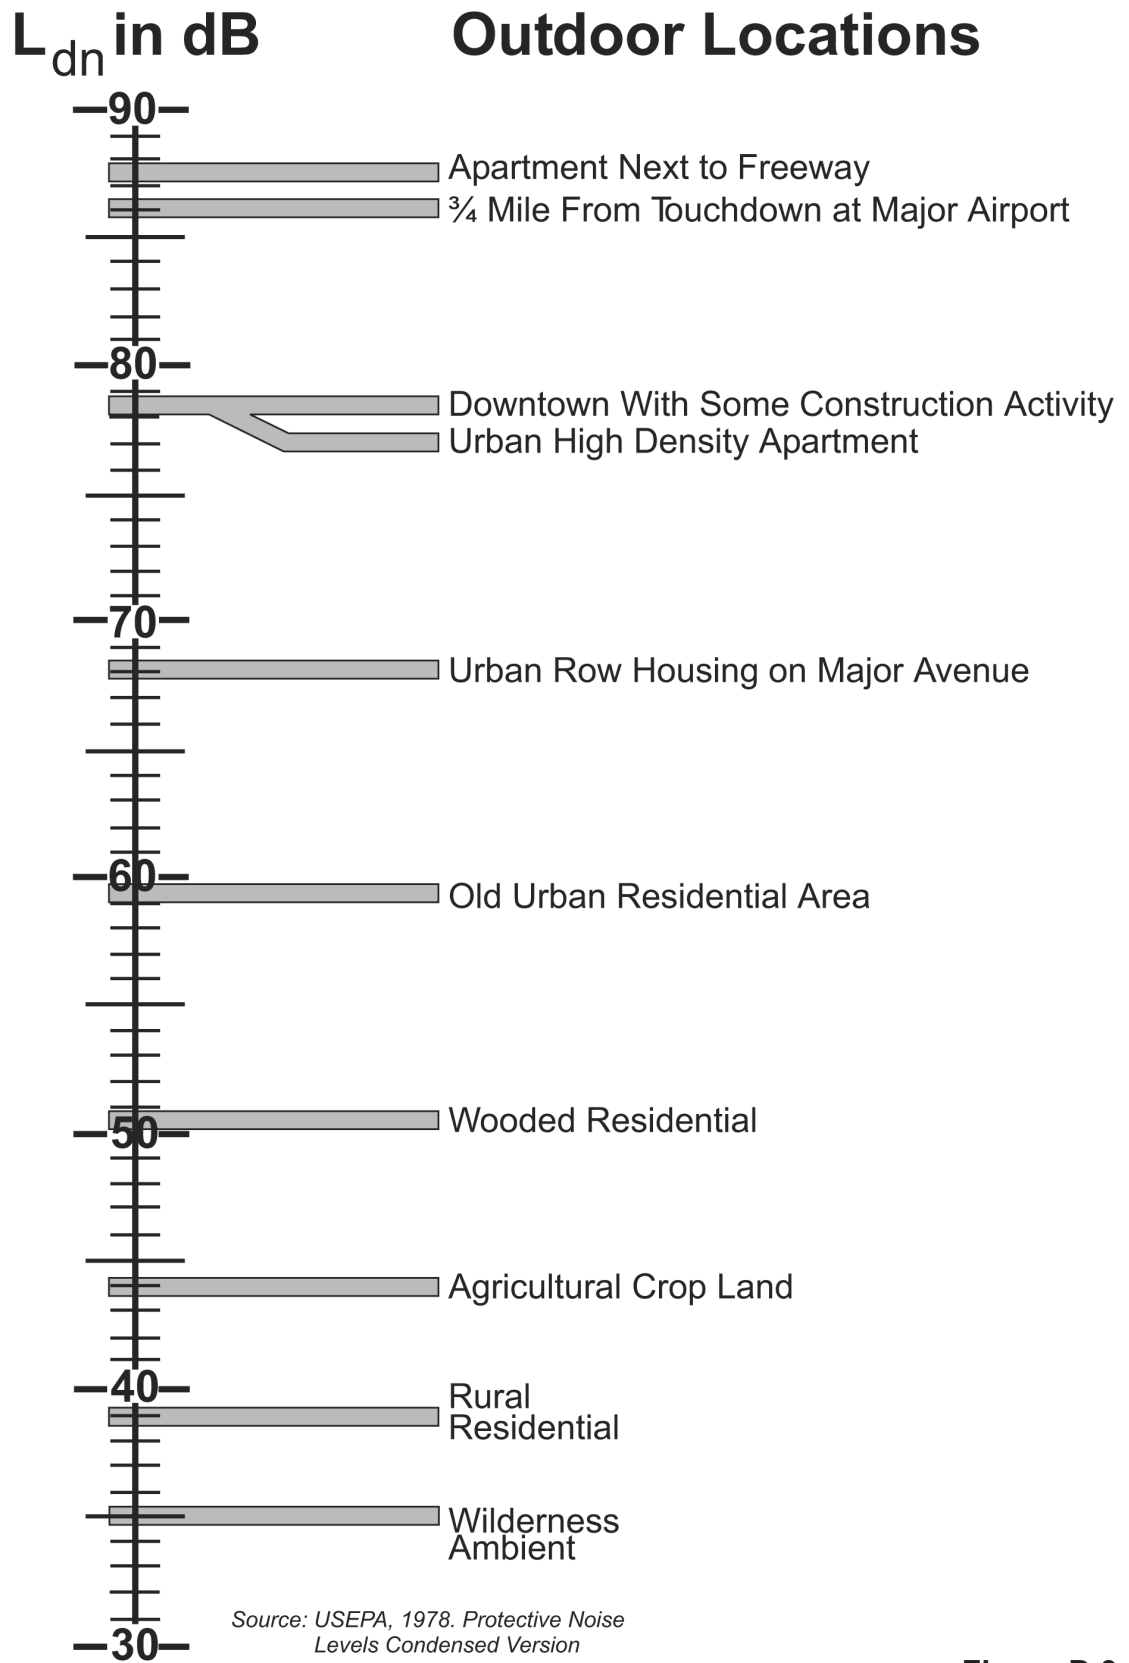 Ldn in dB
Outdoor Locations
90
Apartment Next to Freeway
¾ Mile From Touchdown at Major Airport
80
Downtown With Some Construction Activity
Urban High Density Apartment
70
Urban Row Housing on Major Avenue
60
Old Urban Residential Area
Wooded Residential
50
Agricultural Crop Land
40
Rural
Residential
Wilderness
Ambient
Source: USEPA, 1978. Protective Noise
Levels Condensed Version
30